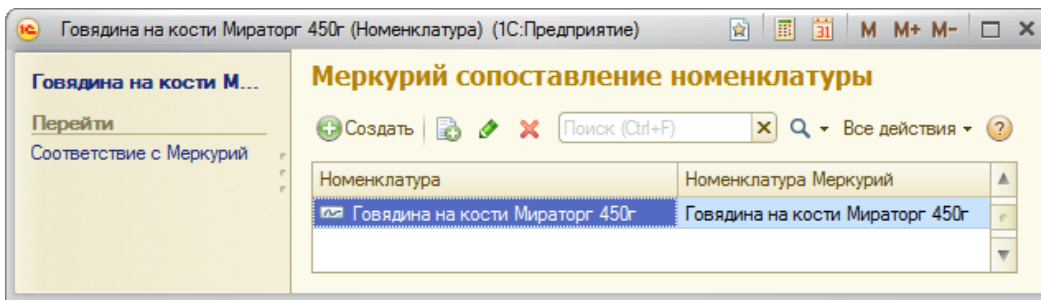 Говядина на кости Мираторг 450г (Номенклатура) (1С:Предприятие)
31 M M+ M-
Говядина на кости М...
Перейти
Соответствие с Меркурий
Меркурий сопоставление номенклатуры
Создать Поиск (Ctrl+F) Все действия ?
Номенклатура Номенклатура Меркурий
Говядина на кости Мираторг 450г Говядина на кости Мираторг 450г